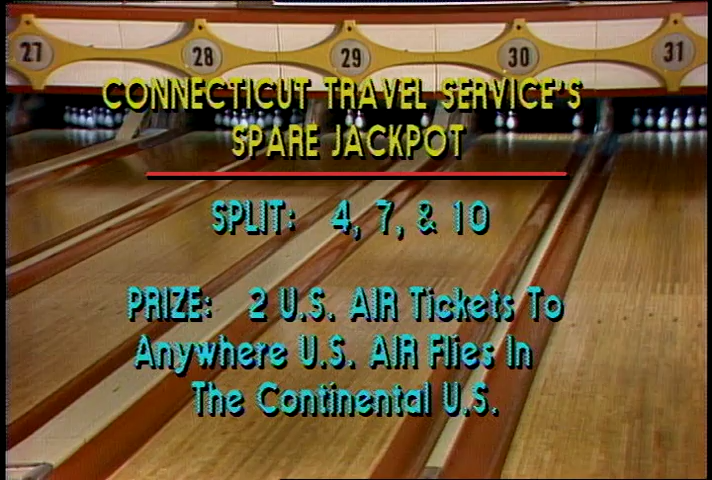 27 28 29 30 31
CONNECTICUT TRAVEL SERVICE'S
SPARE JACKPOT
SPLIT: 4, 7, & 10
PRIZE: 2 U.S. AIR Tickets To
Anywhere U.S. AIR Flies In
The Continental U.S.